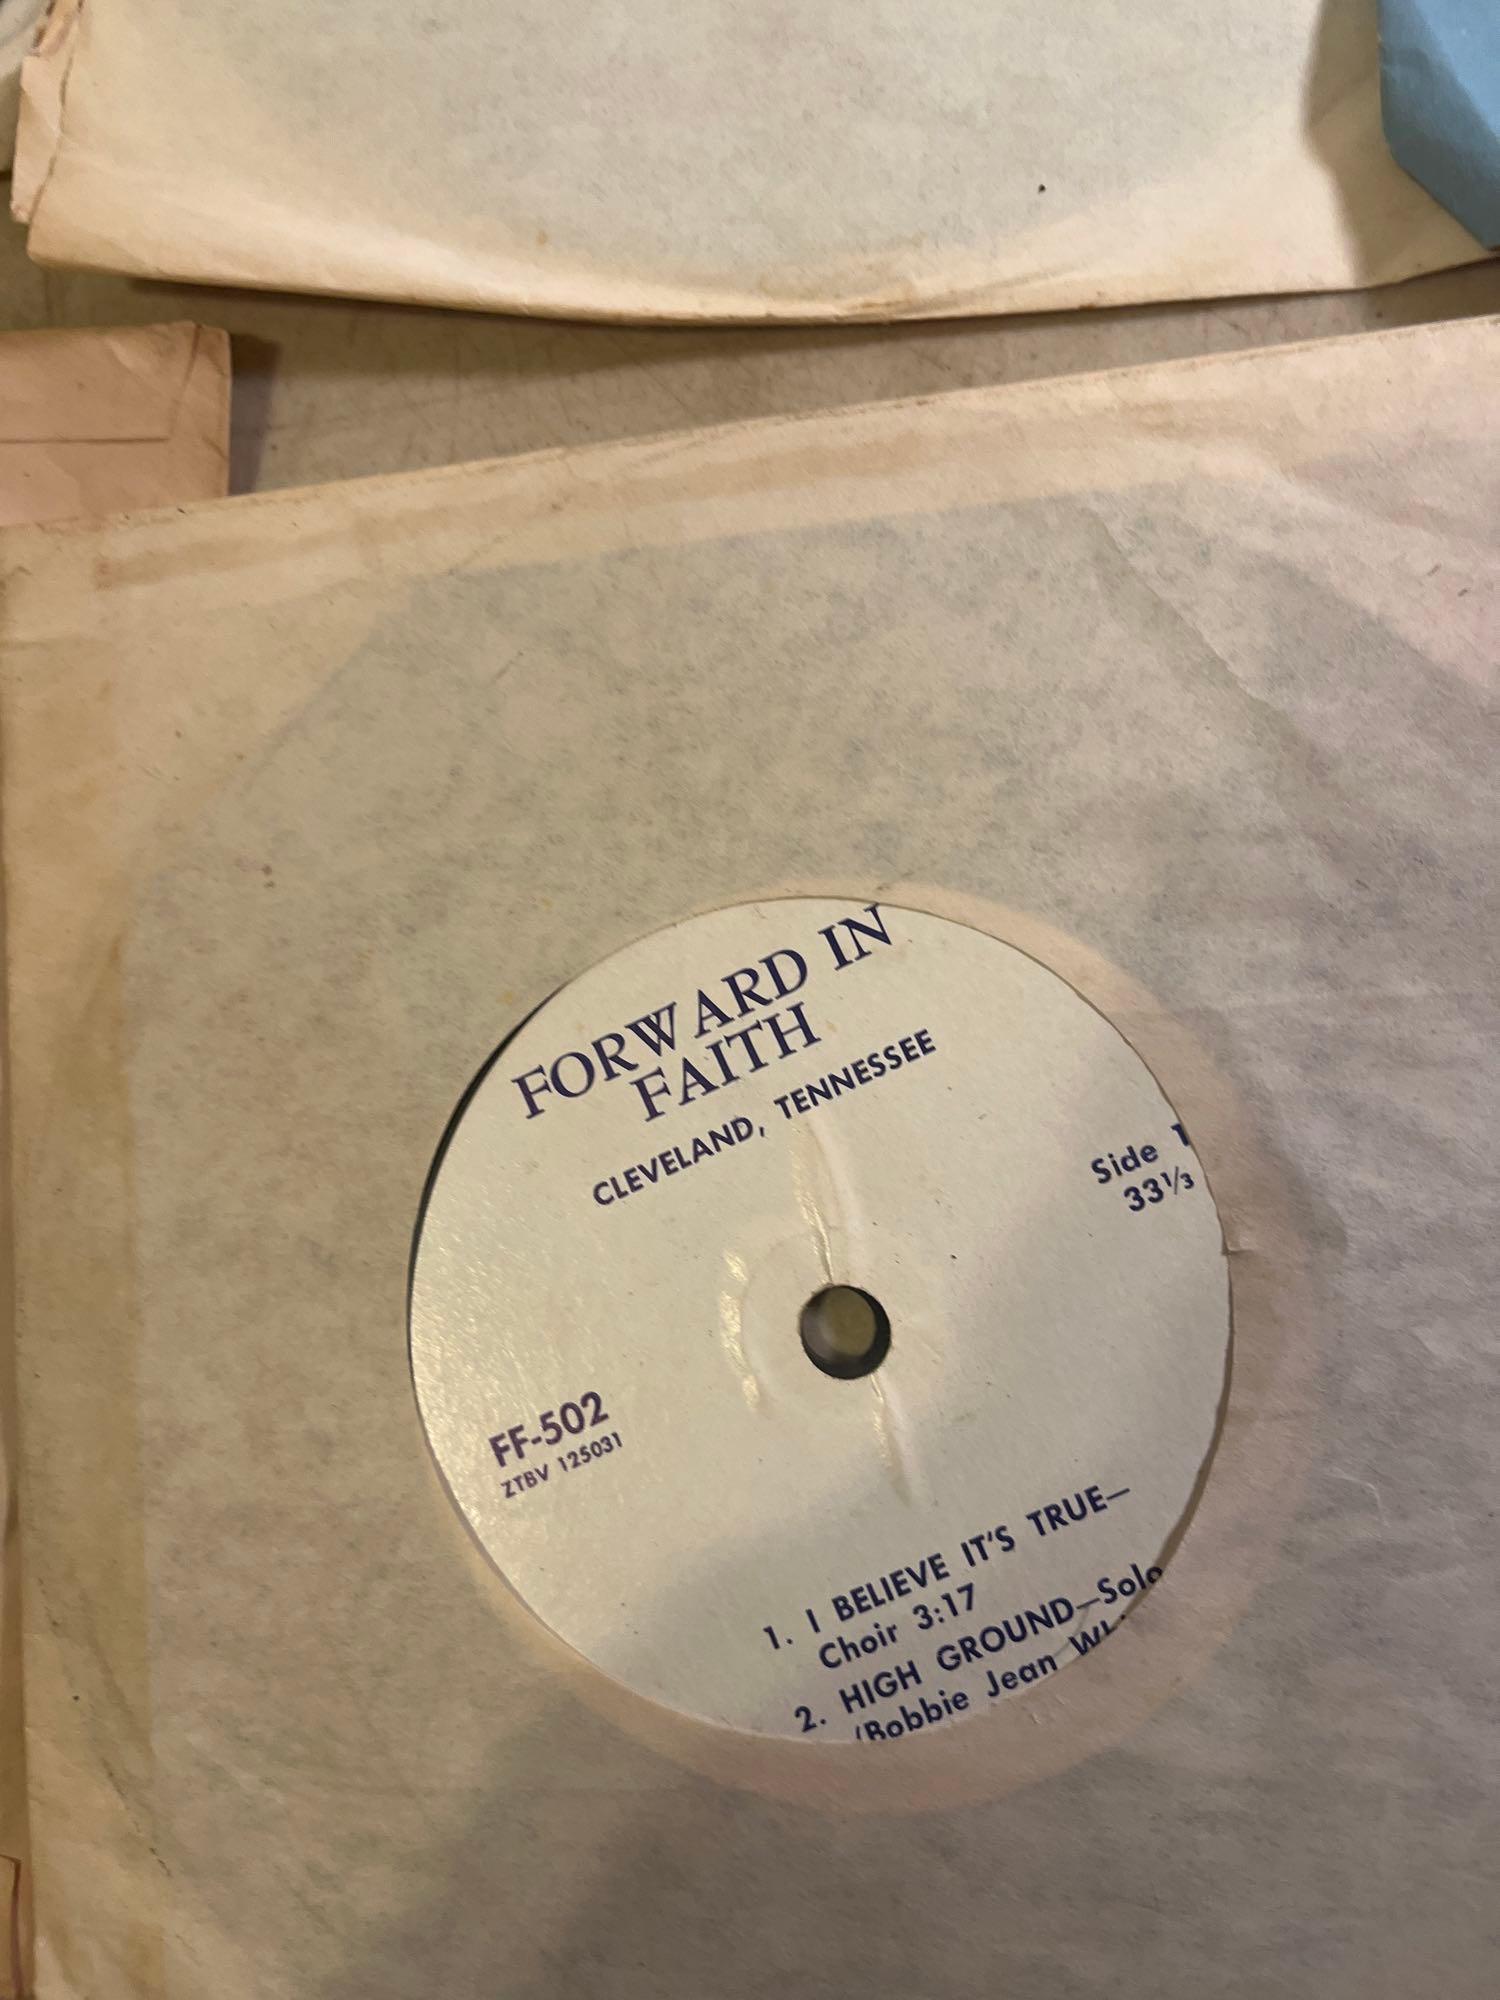 FORWARD IN
FAITH
CLEVELAND, TENNESSEE
Side 1
33⅓
FF-502
ZTBV 125031
1. I BELIEVE IT'S TRUE—
Choir 3:17
2. HIGH GROUND—Solo
(Bobbie Jean